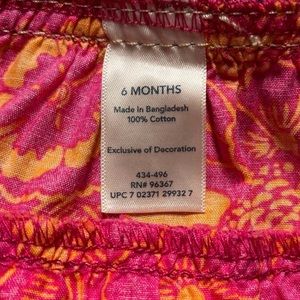 6 MONTHS
Made in Bangladesh
100% Cotton
Exclusive of Decoration
434-496
RN# 96367
UPC 7 02371 29932 7